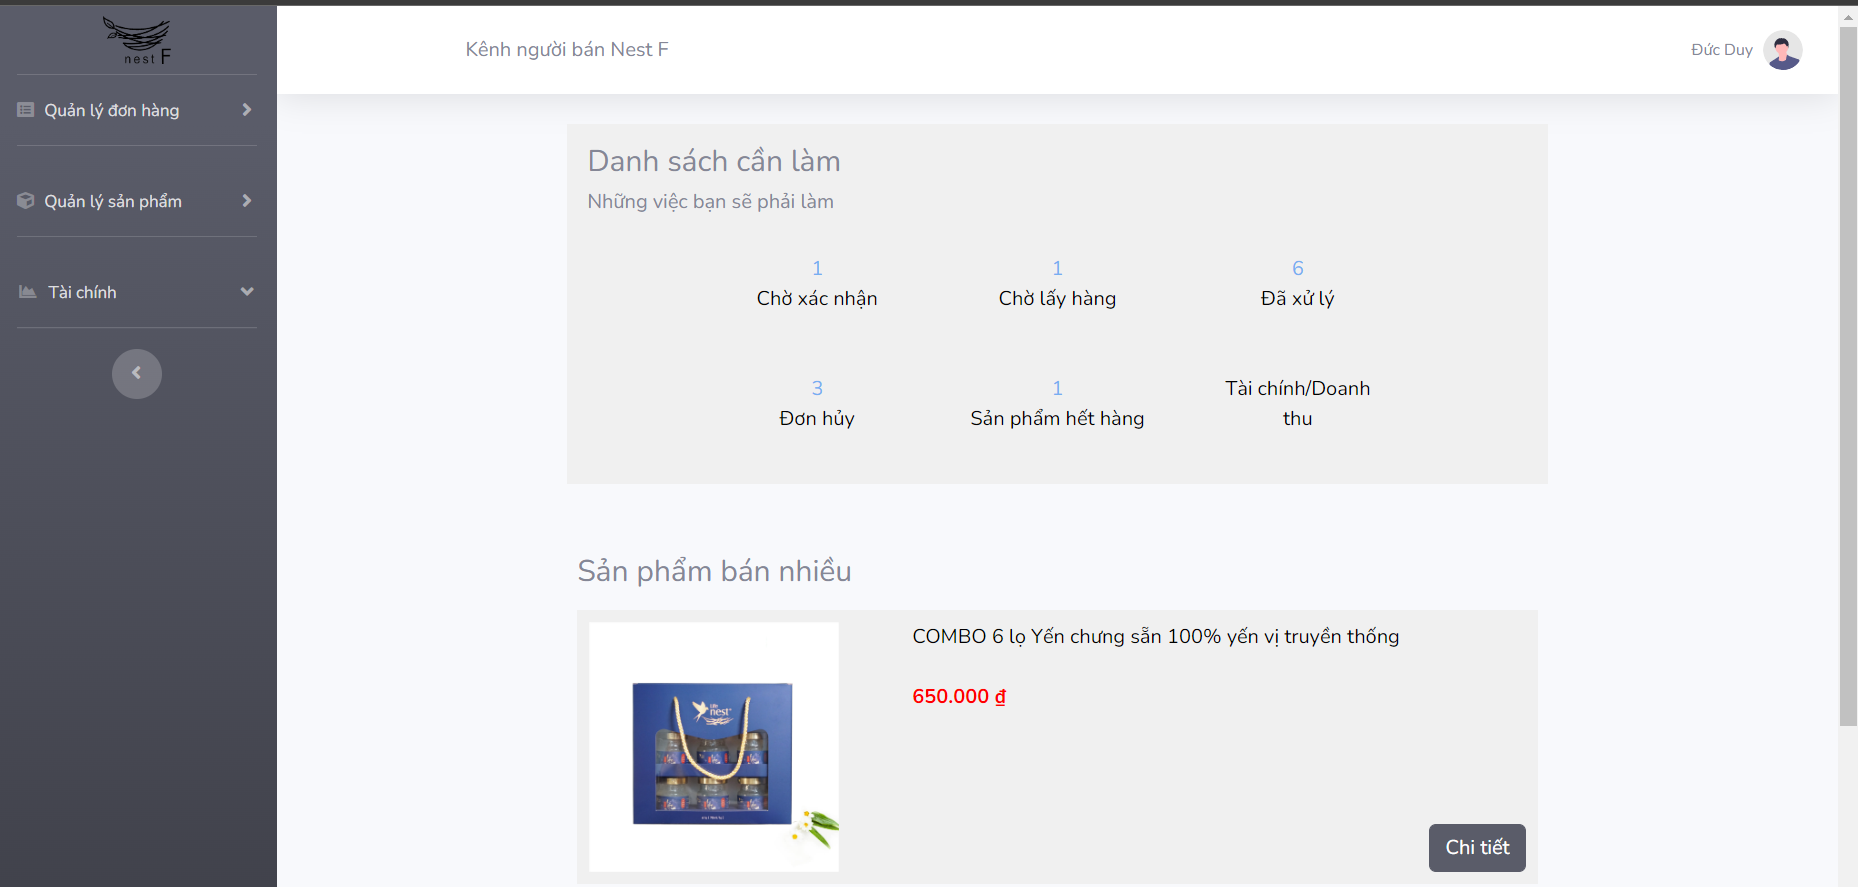 nest F
Kênh người bán Nest F
Đức Duy
Quản lý đơn hàng
Quản lý sản phẩm
Tài chính
Danh sách cần làm
Những việc bạn sẽ phải làm
1
Chờ xác nhận
1
Chờ lấy hàng
6
Đã xử lý
3
Đơn hủy
1
Sản phẩm hết hàng
Tài chính/Doanh
thu
Sản phẩm bán nhiều
nest
COMBO 6 lọ Yến chưng sẵn 100% yến vị truyền thống
650.000 ₫
Chi tiết